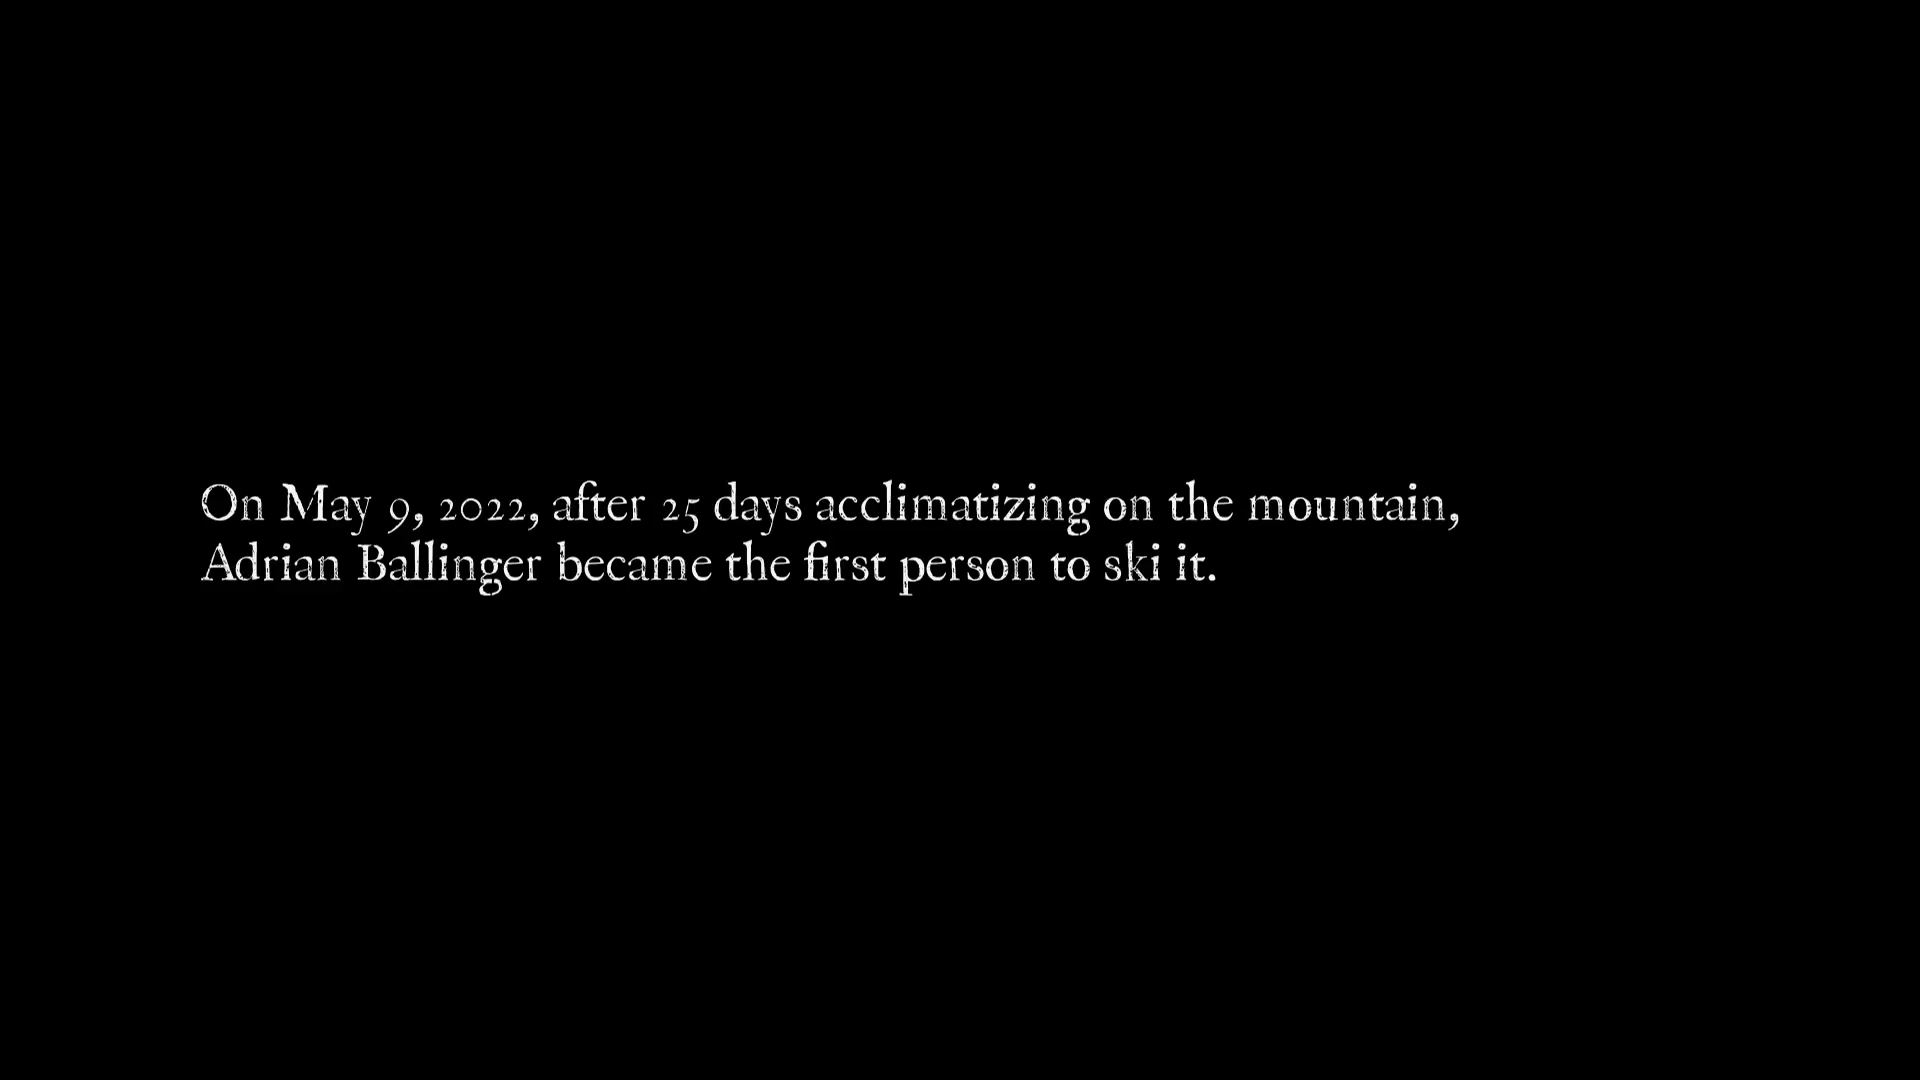 On May 9, 2022, after 25 days acclimatizing on the mountain,
Adrian Ballinger became the first person to ski it.